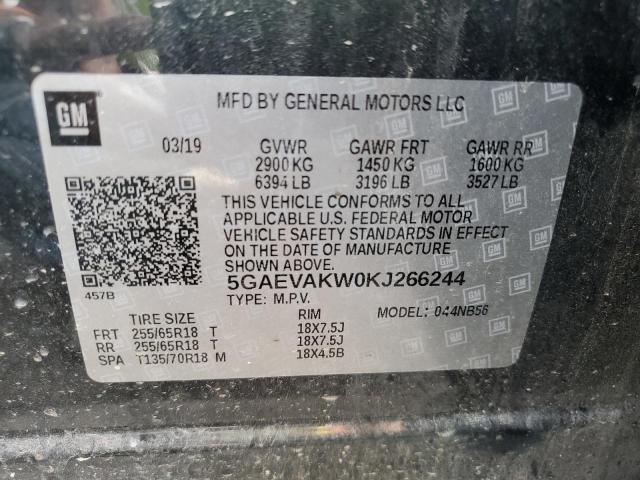 GM
MFD BY GENERAL MOTORS LLC
03/19 GVWR GAWR FRT GAWR RR
2900 KG 1450 KG 1600 KG
6394 LB 3196 LB 3527 LB
THIS VEHICLE CONFORMS TO ALL
APPLICABLE U.S. FEDERAL MOTOR
VEHICLE SAFETY STANDARDS IN EFFECT
ON THE DATE OF MANUFACTURE.
457B
5GAEVAKW0KJ266244
TYPE: M.P.V. MODEL: 044NB56
TIRE SIZE RIM
FRT 255/65R18 T 18X7.5J
RR 255/65R18 T 18X7.5J
SPA T135/70R18 M 18X4.5B